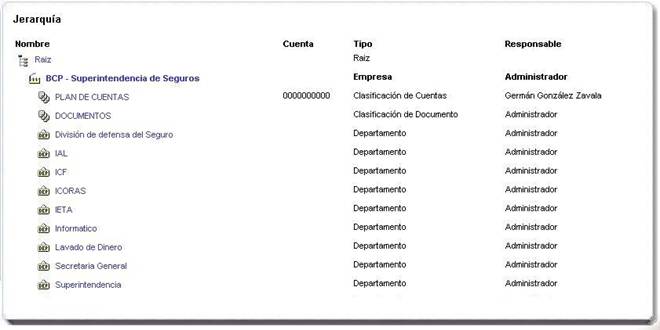 Jerarquía
Nombre Cuenta Tipo Responsable
Raiz Raiz
BCP - Superintendencia de Seguros Empresa Administrador
PLAN DE CUENTAS 0000000000 Clasificación de Cuentas Germán González Zavala
DOCUMENTOS Clasificación de Documento Administrador
División de defensa del Seguro Departamento Administrador
IAL Departamento Administrador
ICF Departamento Administrador
ICORAS Departamento Administrador
IETA Departamento Administrador
Informatico Departamento Administrador
Lavado de Dinero Departamento Administrador
Secretaria General Departamento Administrador
Superintendencia Departamento Administrador